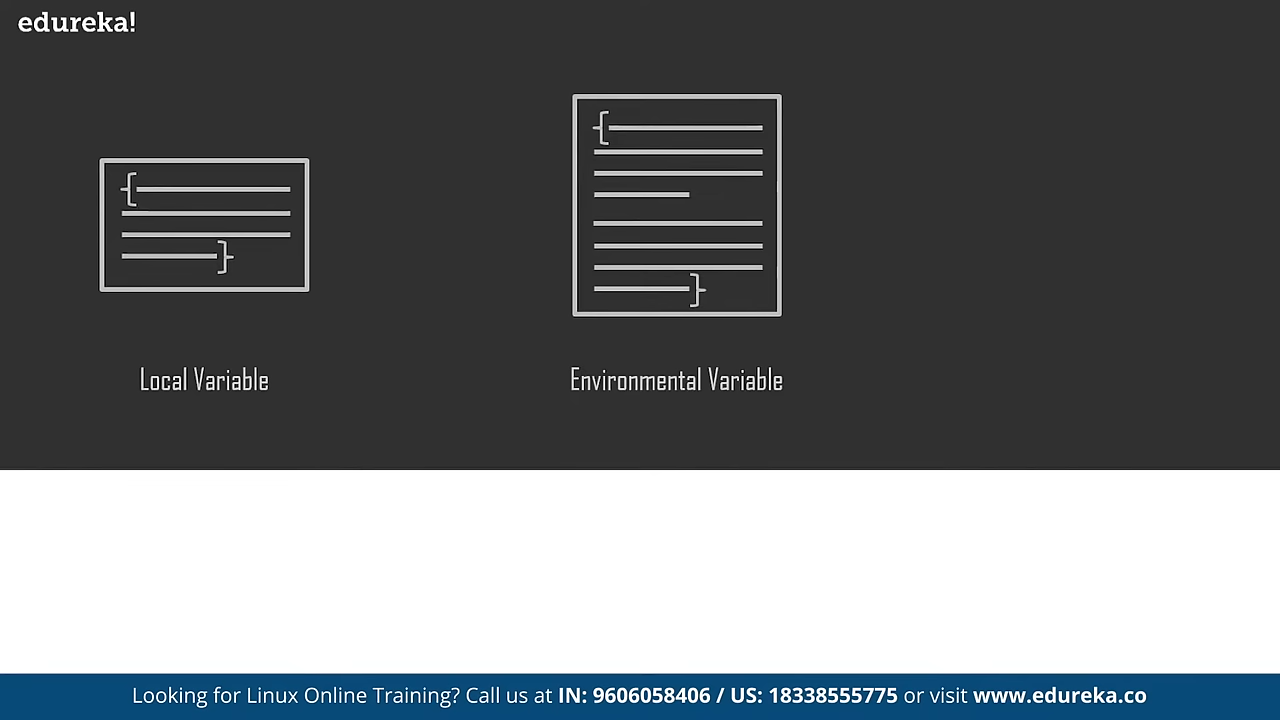 edureka!
Local Variable
Environmental Variable
Looking for Linux Online Training? Call us at IN: 9606058406 / US: 18338555775 or visit www.edureka.co